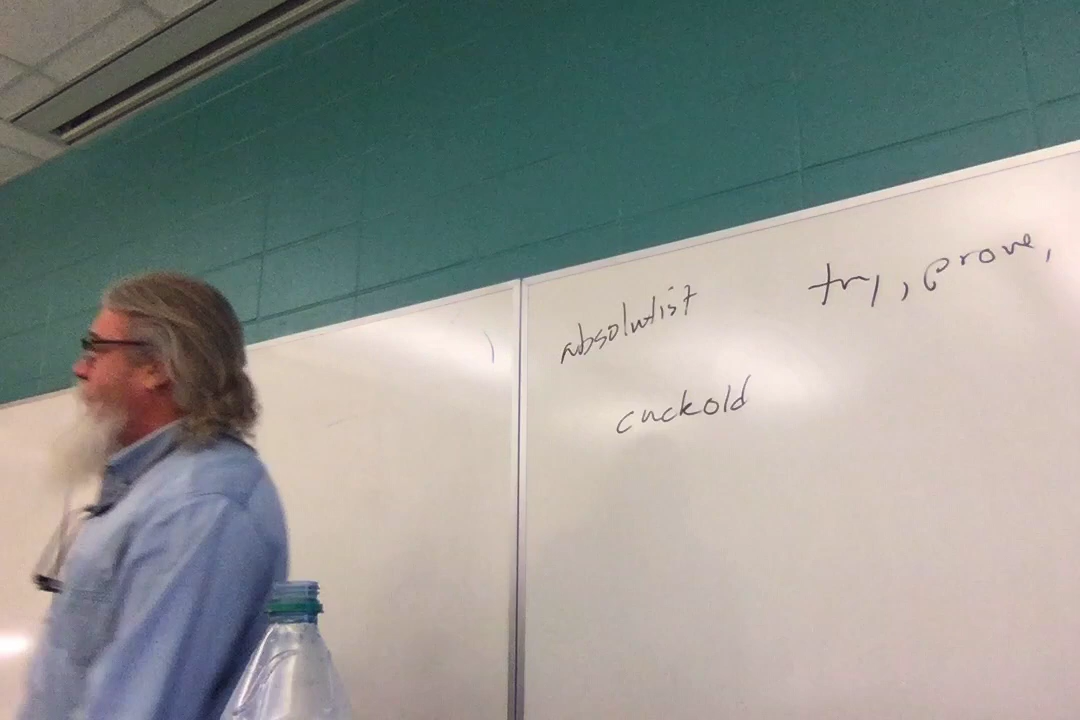 absolutist
try, prove,
cuckold